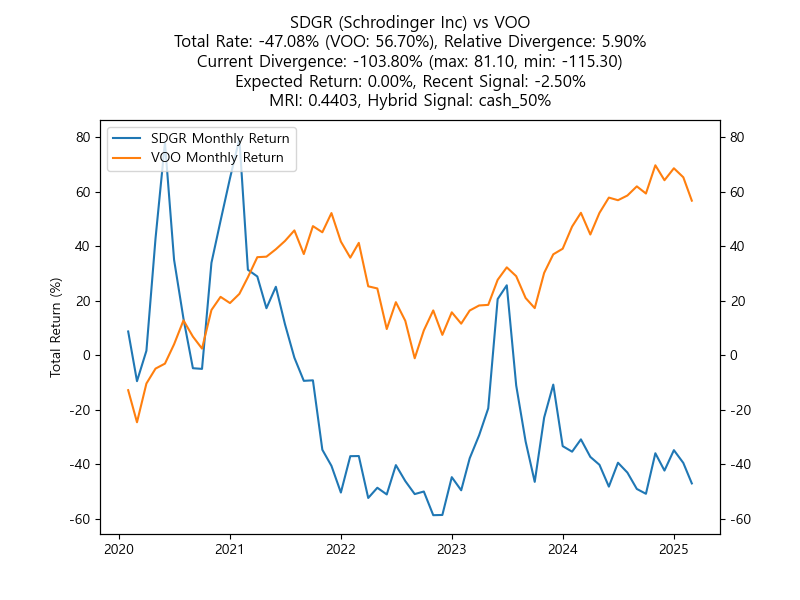 SDGR (Schrodinger Inc) vs VOO
Total Rate: -47.08% (VOO: 56.70%), Relative Divergence: 5.90%
Current Divergence: -103.80% (max: 81.10, min: -115.30)
Expected Return: 0.00%, Recent Signal: -2.50%
MRI: 0.4403, Hybrid Signal: cash_50%
SDGR Monthly Return
VOO Monthly Return
Total Return (%)
80
60
40
20
0
-20
-40
-60
80
60
40
20
0
-20
-40
-60
2020
2021
2022
2023
2024
2025